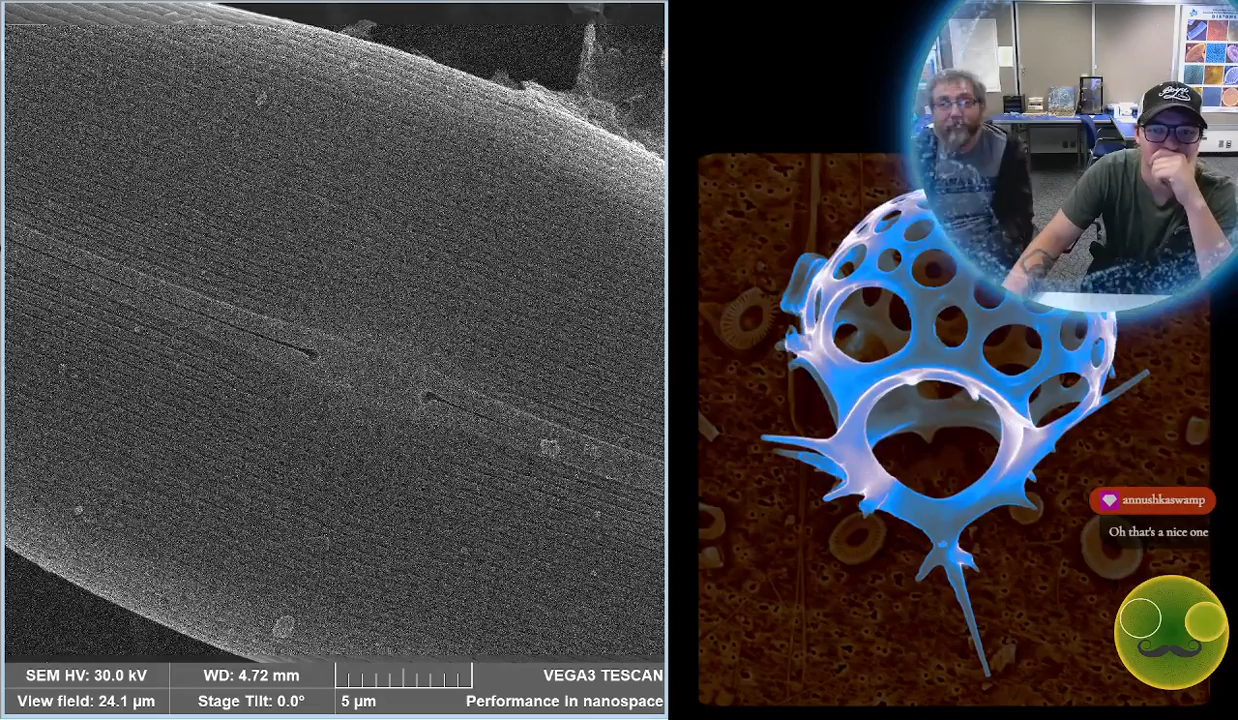 SEM HV: 30.0 kV
WD: 4.72 mm
VEGA3 TESCAN
View field: 24.1 µm
Stage Tilt: 0.0°
5 µm
Performance in nanospace
annushkaswamp
Oh that's a nice one